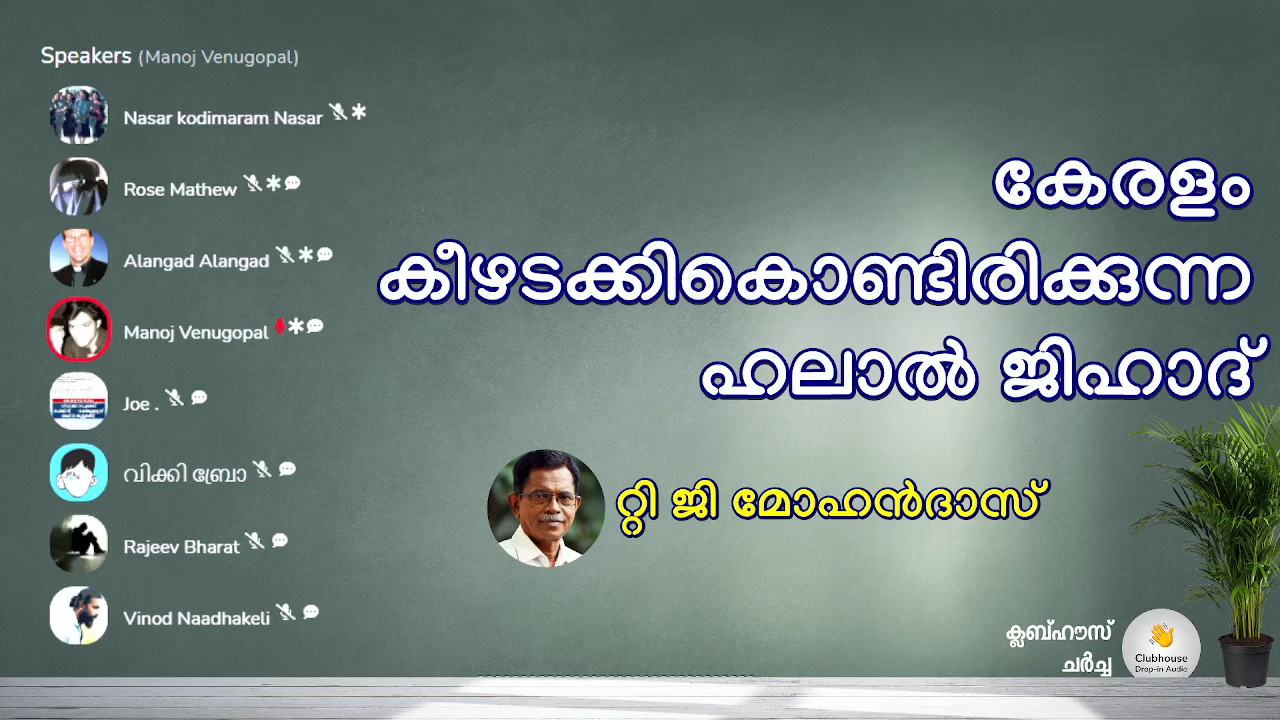 Speakers (Manoj Venugopal)
Nasar kodimaram Nasar
Rose Mathew
Alangad Alangad
Manoj Venugopal
Joe .
വിക്കി ബ്രോ
Rajeev Bharat
Vinod Naadhakeli
കേരളം
കീഴടക്കികൊണ്ടിരിക്കുന്ന
ഹലാൽ ജിഹാദ്
റ്റി ജി മോഹൻദാസ്
ക്ലബ്ഹൗസ്
ചർച്ച
Clubhouse
Drop-in Audio